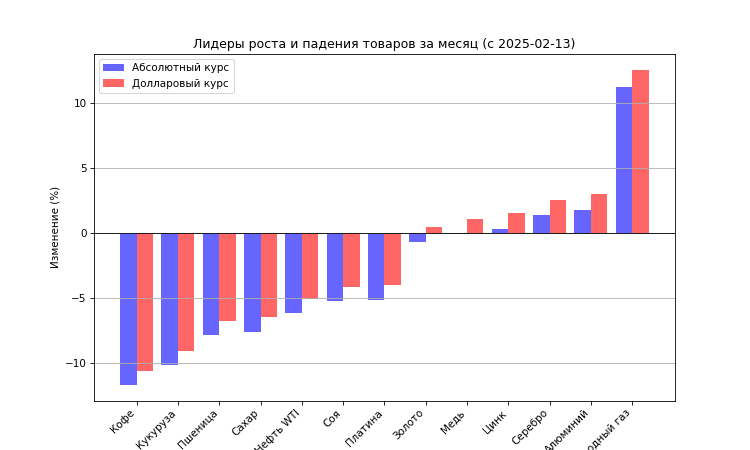 Лидеры роста и падения товаров за месяц (с 2025-02-13)
Абсолютный курс
Долларовый курс
Изменение (%)
10
5
0
−5
−10
Кофе
Кукуруза
Пшеница
Сахар
Нефть WTI
Соя
Платина
Золото
Медь
Цинк
Серебро
Алюминий
газ